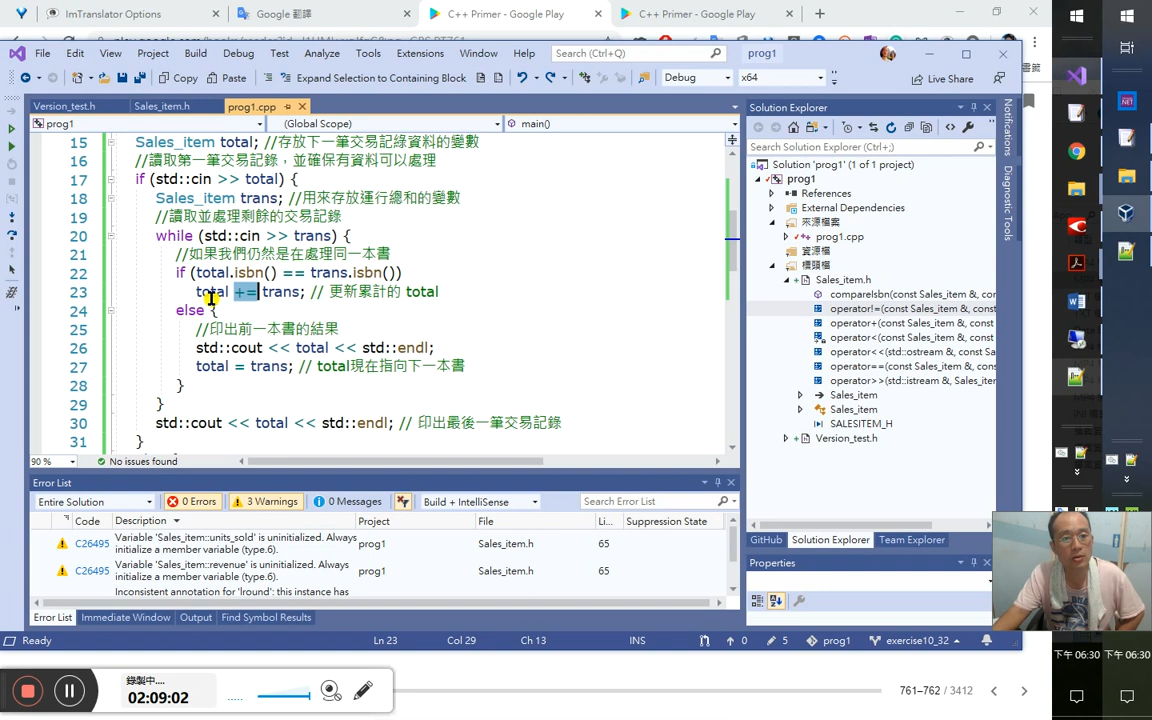 ImTranslator Options
Google 翻譯
C++ Primer - Google Play
C++ Primer - Google Play
File Edit View Project Build Debug Test Analyze Tools Extensions Window Help
Search (Ctrl+Q)
prog1
Copy Paste Expand Selection to Containing Block Debug x64 Live Share
Version_test.h Sales_item.h prog1.cpp
prog1 (Global Scope) main()
15 Sales_item total; //存放下一筆交易記錄資料的變數
16 //讀取第一筆交易記錄，並確保有資料可以處理
17 if (std::cin >> total) {
18 Sales_item trans; //用來存放運行總和的變數
19 //讀取並處理剩餘的交易記錄
20 while (std::cin >> trans) {
21 //如果我們仍然是在處理同一本書
22 if (total.isbn() == trans.isbn())
23 total += trans; // 更新累計的 total
24 else {
25 //印出前一本書的結果
26 std::cout << total << std::endl;
27 total = trans; // total現在指向下一本書
28 }
29 }
30 std::cout << total << std::endl; // 印出最後一筆交易記錄
31 }
90 % No issues found
Error List
Entire Solution 0 Errors 3 Warnings 0 Messages Build + IntelliSense Search Error List
Code Description Project File Li... Suppression State
C26495 Variable 'Sales_item::units_sold' is uninitialized. Always initialize a member variable (type.6). prog1 Sales_item.h 65
C26495 Variable 'Sales_item::revenue' is uninitialized. Always initialize a member variable (type.6). prog1 Sales_item.h 65
Inconsistent annotation for 'lround': this instance has
Error List Immediate Window Output Find Symbol Results
Ready Ln 23 Col 29 Ch 13 INS 0 5 prog1 exercise10_32
Solution Explorer
Search Solution Explorer (Ctrl+;)
Solution 'prog1' (1 of 1 project)
prog1
References
External Dependencies
來源檔案
prog1.cpp
資源檔
標頭檔
Sales_item.h
compareIsbn(const Sales_item &, co
operator!=(const Sales_item &, const
operator+(const Sales_item &, const
operator<(const Sales_item &, const
operator<<(std::ostream &, const Sa
operator==(const Sales_item &, cons
operator>>(std::istream &, Sales_iten
Sales_item
Sales_item
SALESITEM_H
Version_test.h
GitHub Solution Explorer Team Explorer
Properties
Notifications
Diagnostic Tools
書籤
錄製中....
02:09:02
761–762 / 3412
下午 06:30 下午 06:30